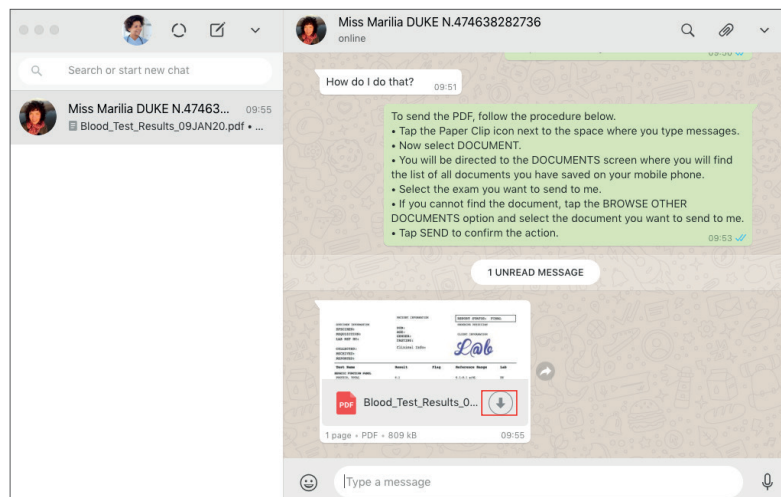 Miss Marilia DUKE N.474638282736
online
Search or start new chat
Miss Marilia DUKE N.47463... 09:55
Blood_Test_Results_09JAN20.pdf • ...
How do I do that? 09:51
To send the PDF, follow the procedure below.
• Tap the Paper Clip icon next to the space where you type messages.
• Now select DOCUMENT.
• You will be directed to the DOCUMENTS screen where you will find
the list of all documents you have saved on your mobile phone.
• Select the exam you want to send to me.
• If you cannot find the document, tap the BROWSE OTHER
DOCUMENTS option and select the document you want to send to me.
• Tap SEND to confirm the action.
09:53
1 UNREAD MESSAGE
REPORT STATUS: FINAL
L@b
Test Name Result Flag Reference Range Lab
PDF Blood_Test_Results_0...
1 page • PDF • 809 kB 09:55
Type a message